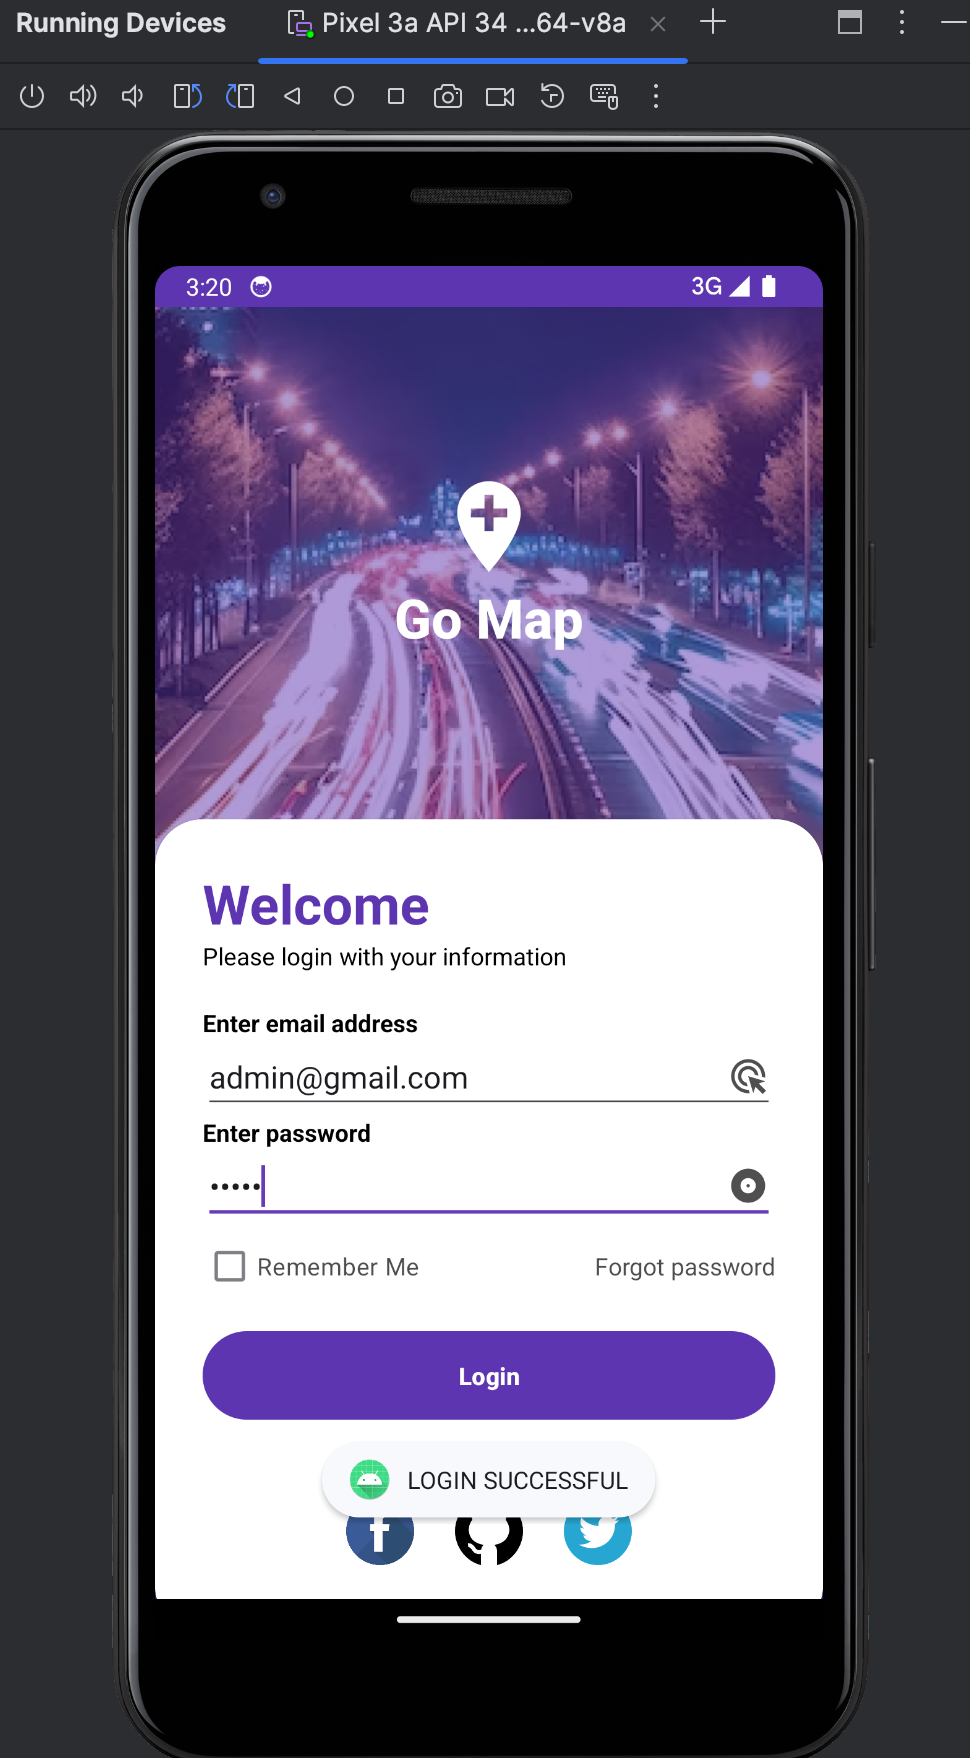 Running Devices
Pixel 3a API 34 ...64-v8a
3:20
3G
Go Map
Welcome
Please login with your information
Enter email address
admin@gmail.com
Enter password
•••••
Remember Me
Forgot password
Login
LOGIN SUCCESSFUL